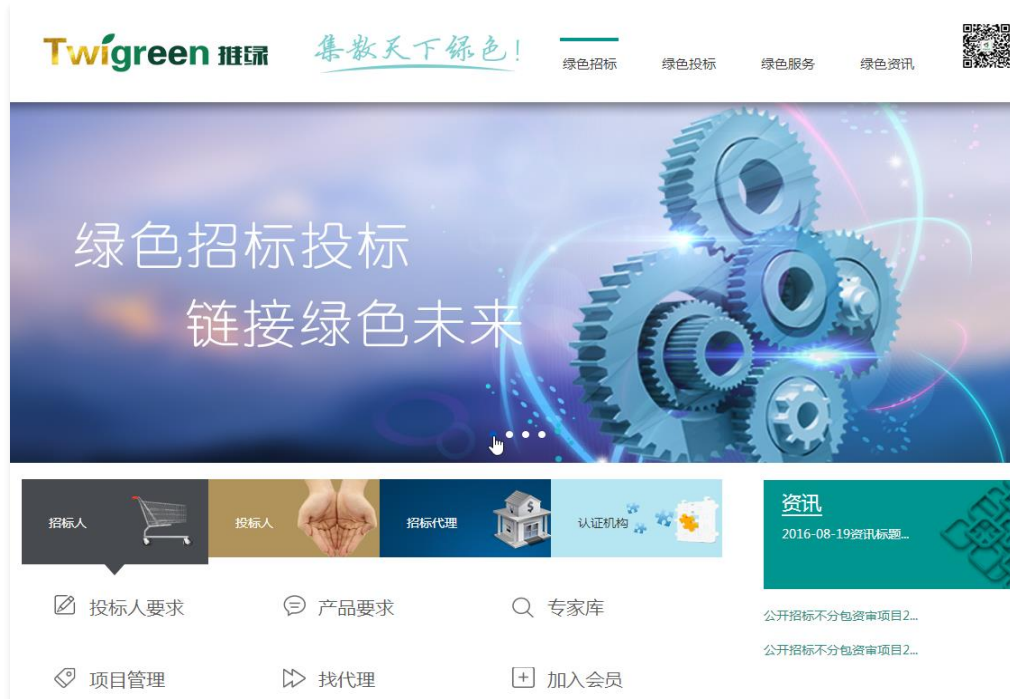 Twigreen 推绿
集数天下绿色！
绿色招标
绿色投标
绿色服务
绿色资讯
绿色招标投标
链接绿色未来
招标人
投标人
招标代理
认证机构
资讯
2016-08-19资讯标题...
投标人要求
产品要求
专家库
公开招标不分包资审项目2...
公开招标不分包资审项目2...
项目管理
找代理
加入会员